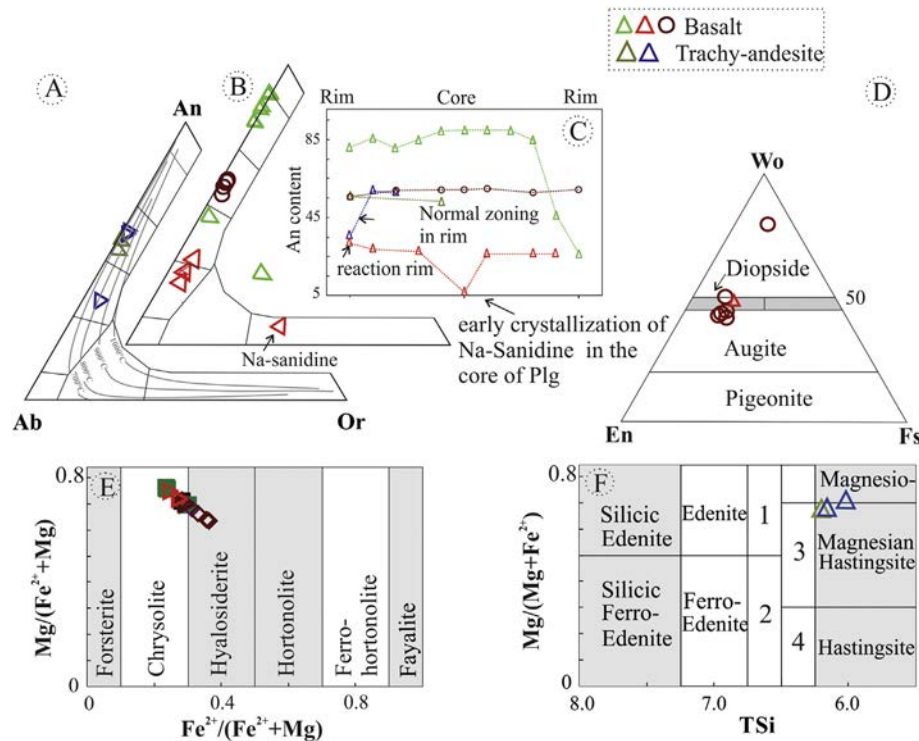 Basalt
Trachy-andesite
A
An
Ab
Or
700°C
900°C
1000°C
B
Na-sanidine
Rim
Core
Rim
C
An content
85
45
5
Normal zoning
in rim
reaction rim
early crystallization of
Na-Sanidine in the
core of Plg
D
Wo
Diopside
50
Augite
Pigeonite
En
Fs
E
Mg/(Fe²⁺+Mg)
0.8
0
Forsterite
Chrysolite
Hyalosiderite
Hortonolite
Ferro-
hortonolite
Fayalite
0
0.4
0.8
Fe²⁺/(Fe²⁺+Mg)
F
Mg/(Mg+Fe²⁺)
0.8
0
Silicic
Edenite
Edenite
1
Magnesio-
3
Magnesian
Hastingsite
Silicic
Ferro-
Edenite
Ferro-
Edenite
2
4
Hastingsite
8.0
7.0
6.0
TSi